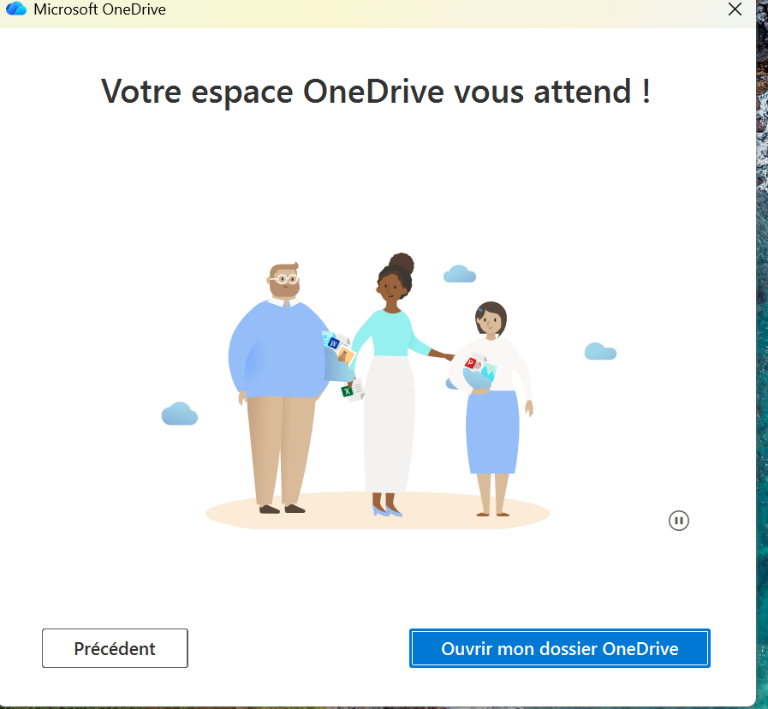 Microsoft OneDrive
Votre espace OneDrive vous attend !
W
P
X
Précédent
Ouvrir mon dossier OneDrive